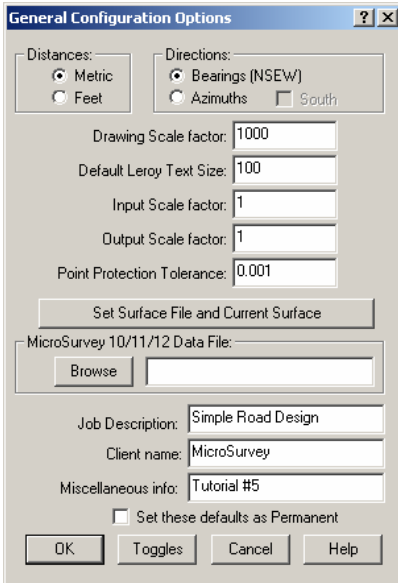 General Configuration Options
Distances:
Metric
Feet
Directions:
Bearings (NSEW)
Azimuths South
Drawing Scale factor: 1000
Default Leroy Text Size: 100
Input Scale factor: 1
Output Scale factor: 1
Point Protection Tolerance: 0.001
Set Surface File and Current Surface
MicroSurvey 10/11/12 Data File:
Browse
Job Description: Simple Road Design
Client name: MicroSurvey
Miscellaneous info: Tutorial #5
Set these defaults as Permanent
OK Toggles Cancel Help